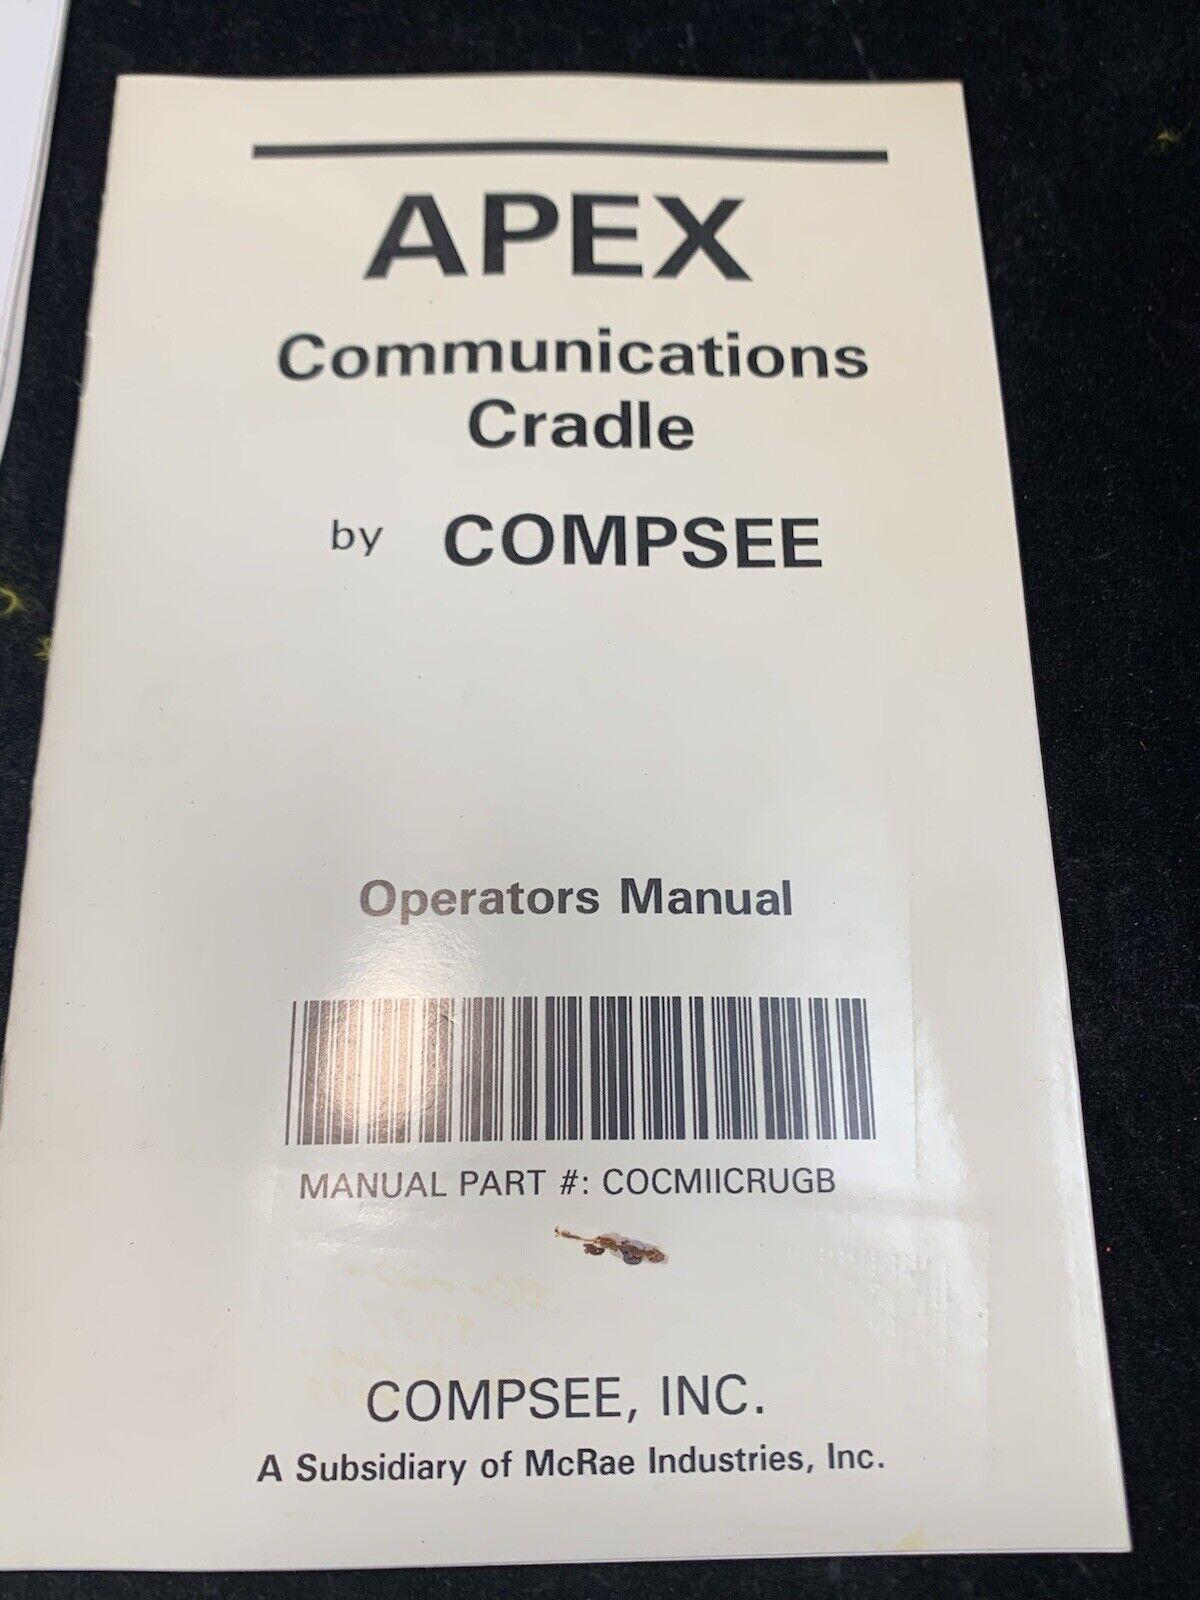 APEX
Communications
Cradle
by COMPSEE
Operators Manual
MANUAL PART #: COCMIICRUGB
COMPSEE, INC.
A Subsidiary of McRae Industries, Inc.